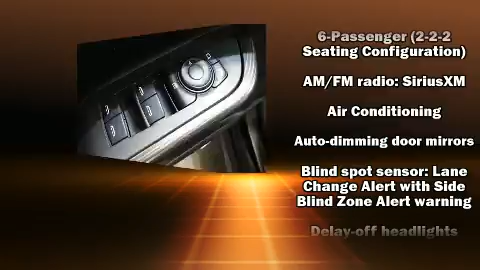 6-Passenger (2-2-2
Seating Configuration)
AM/FM radio: SiriusXM
Air Conditioning
Auto-dimming door mirrors
Blind spot sensor: Lane
Change Alert with Side
Blind Zone Alert warning
Delay-off headlights